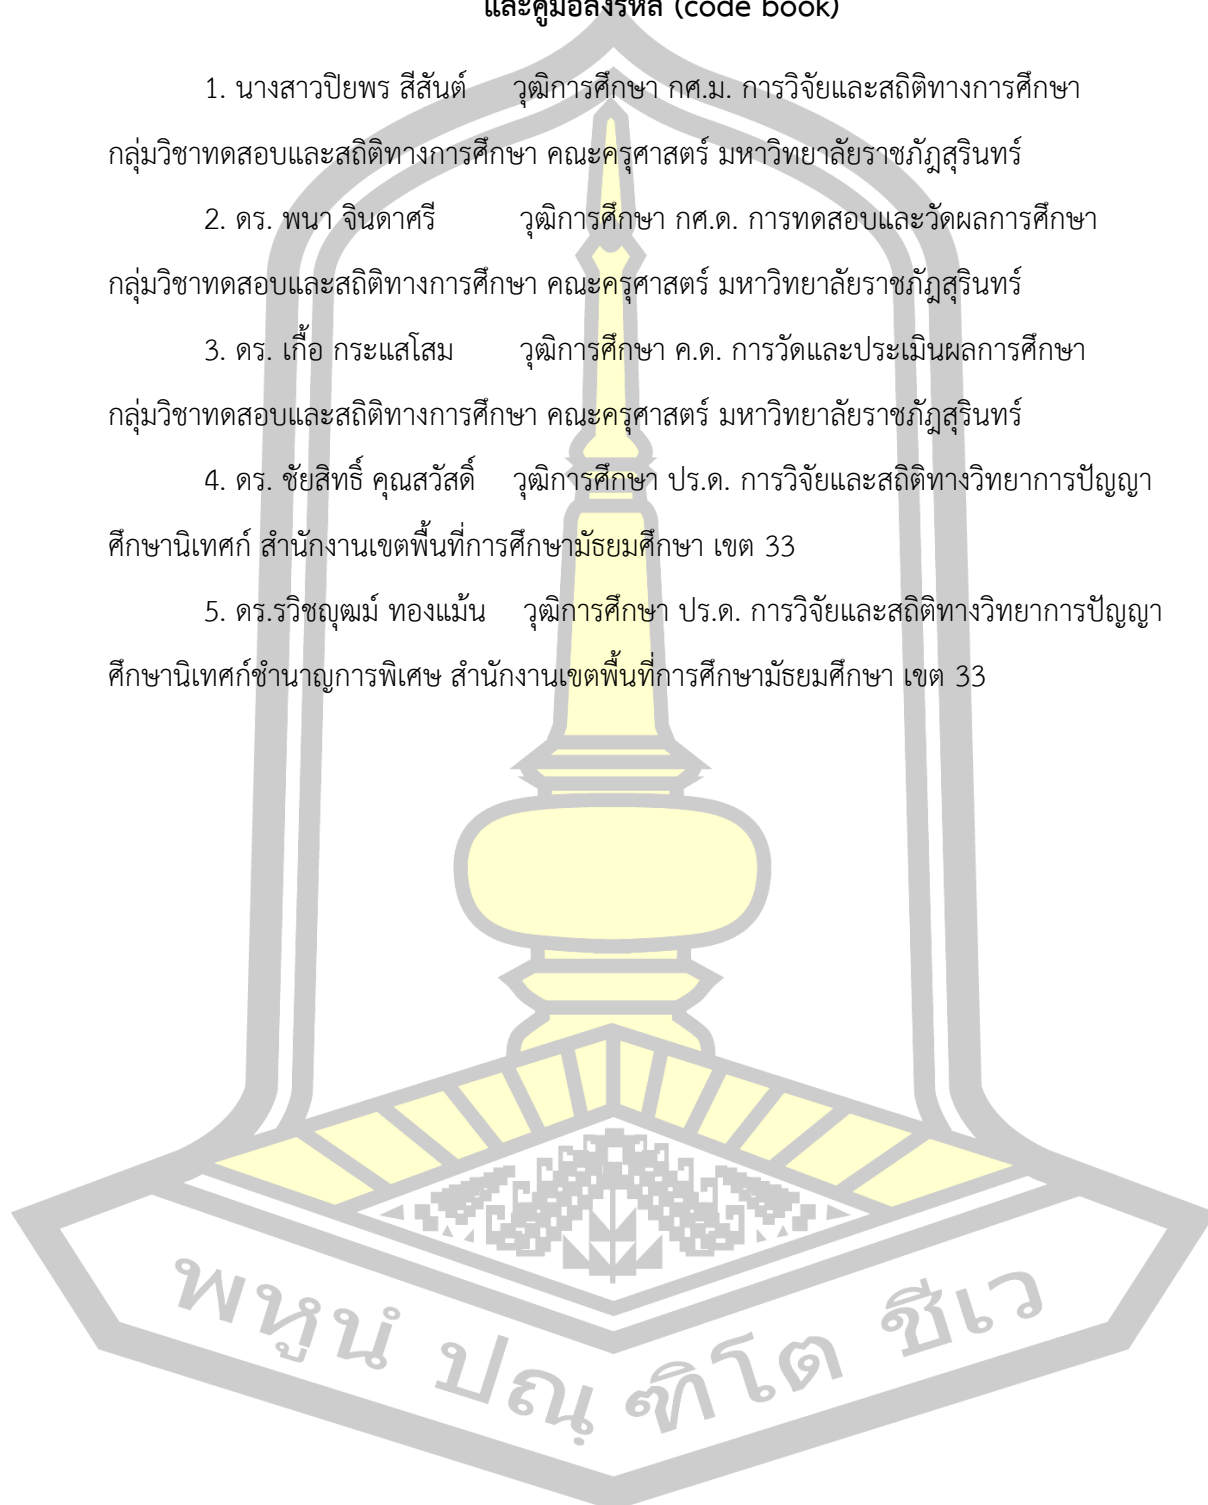 และคู่มือลงรหัส (code book)
1. นางสาวปิยพร สีสันต์ วุฒิการศึกษา กศ.ม. การวิจัยและสถิติทางการศึกษา
กลุ่มวิชาทดสอบและสถิติทางการศึกษา คณะครุศาสตร์ มหาวิทยาลัยราชภัฏสุรินทร์
2. ดร. พนา จินดาศรี วุฒิการศึกษา กศ.ด. การทดสอบและวัดผลการศึกษา
กลุ่มวิชาทดสอบและสถิติทางการศึกษา คณะครุศาสตร์ มหาวิทยาลัยราชภัฏสุรินทร์
3. ดร. เกื้อ กระแสโสม วุฒิการศึกษา ค.ด. การวัดและประเมินผลการศึกษา
กลุ่มวิชาทดสอบและสถิติทางการศึกษา คณะครุศาสตร์ มหาวิทยาลัยราชภัฏสุรินทร์
4. ดร. ชัยสิทธิ์ คุณสวัสดิ์ วุฒิการศึกษา ปร.ด. การวิจัยและสถิติทางวิทยาการปัญญา
ศึกษานิเทศก์ สำนักงานเขตพื้นที่การศึกษามัธยมศึกษา เขต 33
5. ดร.รวิชญุฒม์ ทองแม้น วุฒิการศึกษา ปร.ด. การวิจัยและสถิติทางวิทยาการปัญญา
ศึกษานิเทศก์ชำนาญการพิเศษ สำนักงานเขตพื้นที่การศึกษามัธยมศึกษา เขต 33
พหูนํ ปณฺฑิโต ชีเว